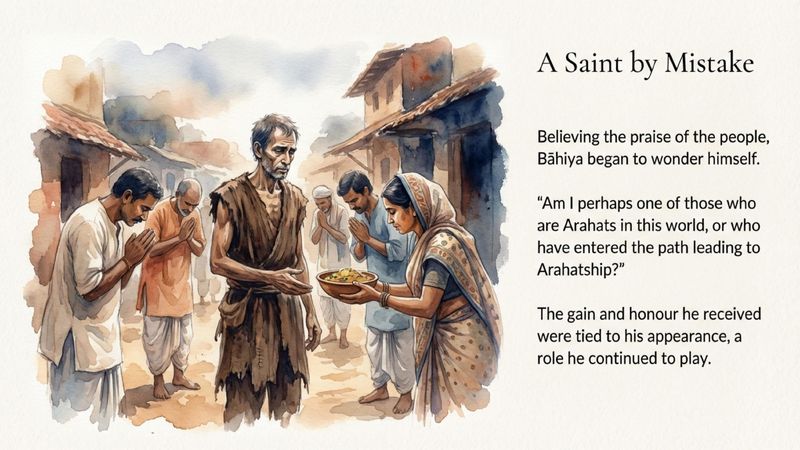 A Saint by Mistake
Believing the praise of the people,
Bāhiya began to wonder himself.
“Am I perhaps one of those who
are Arahats in this world, or who
have entered the path leading to
Arahatship?”
The gain and honour he received
were tied to his appearance, a
role he continued to play.